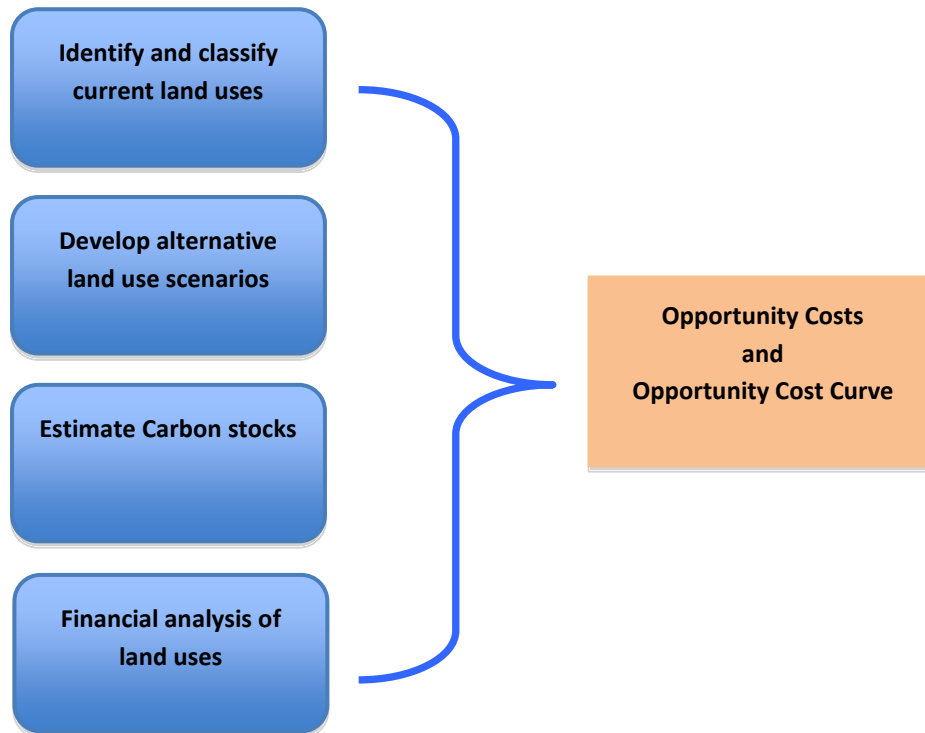 Identify and classify
current land uses
Develop alternative
land use scenarios
Estimate Carbon stocks
Financial analysis of
land uses
Opportunity Costs
and
Opportunity Cost Curve